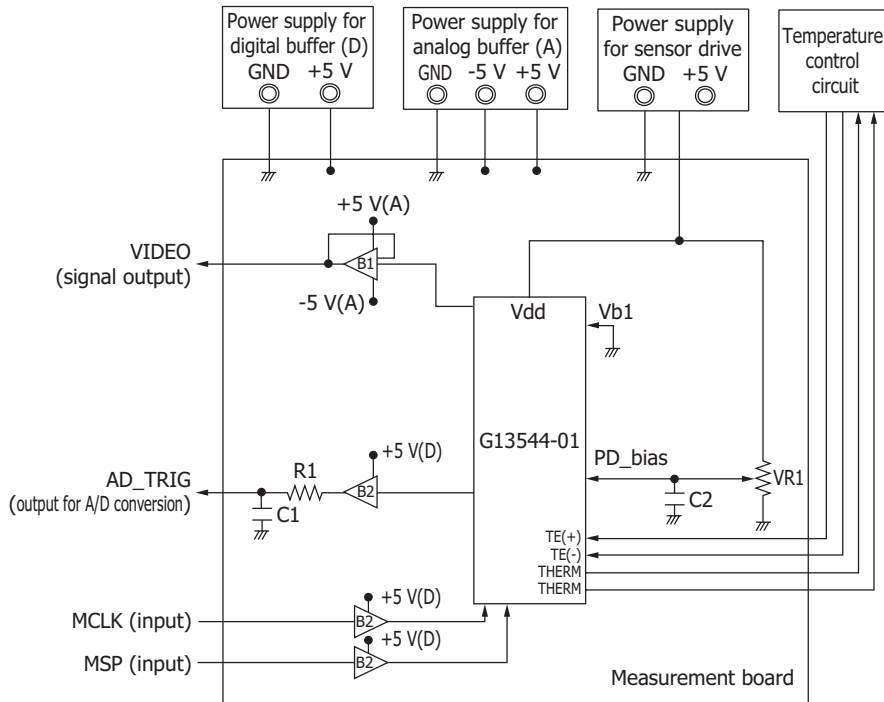 Power supply for
digital buffer (D)
GND +5 V
Power supply for
analog buffer (A)
GND -5 V +5 V
Power supply
for sensor drive
GND +5 V
Temperature
control
circuit
+5 V(A)
VIDEO
(signal output)
B1
-5 V(A)
Vdd
Vb1
G13544-01
+5 V(D)
AD_TRIG
(output for A/D conversion)
R1
B2
C1
PD_bias
C2
VR1
TE(+)
TE(-)
THERM
THERM
+5 V(D)
MCLK (input)
B2
+5 V(D)
MSP (input)
B2
Measurement board